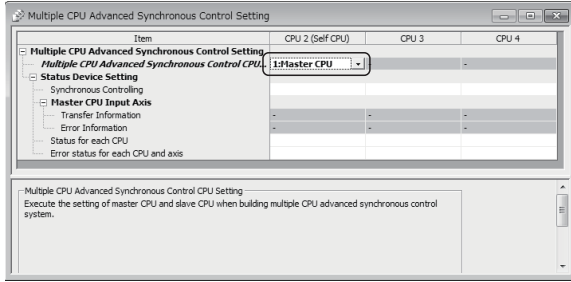 Multiple CPU Advanced Synchronous Control Setting
Item CPU 2 (Self CPU) CPU 3 CPU 4
Multiple CPU Advanced Synchronous Control Setting
Multiple CPU Advanced Synchronous Control CPU... 1:Master CPU - -
Status Device Setting
Synchronous Controlling
Master CPU Input Axis
Transfer Information - - -
Error Information - - -
Status for each CPU
Error status for each CPU and axis
Multiple CPU Advanced Synchronous Control CPU Setting
Execute the setting of master CPU and slave CPU when building multiple CPU advanced synchronous control
system.